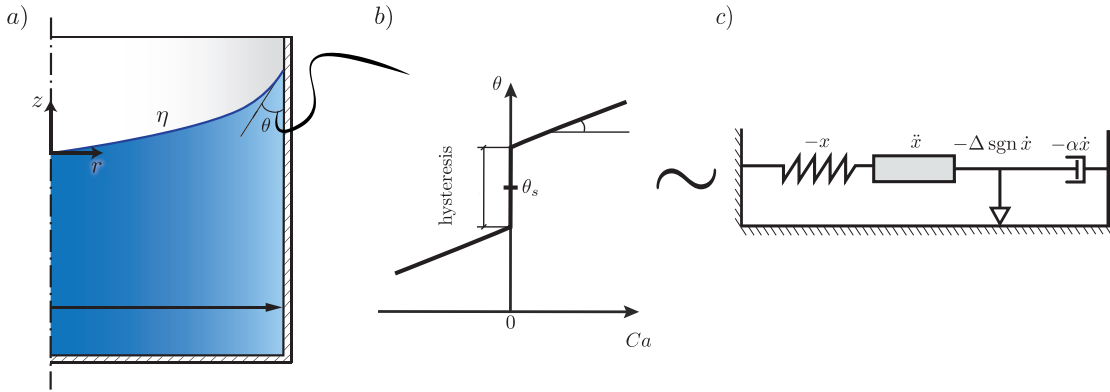 a)
z
η
θ
r
b)
θ
hysteresis
θ_s
0
Ca
c)
~
−x
ẍ
−Δ sgn ẋ
−αẋ